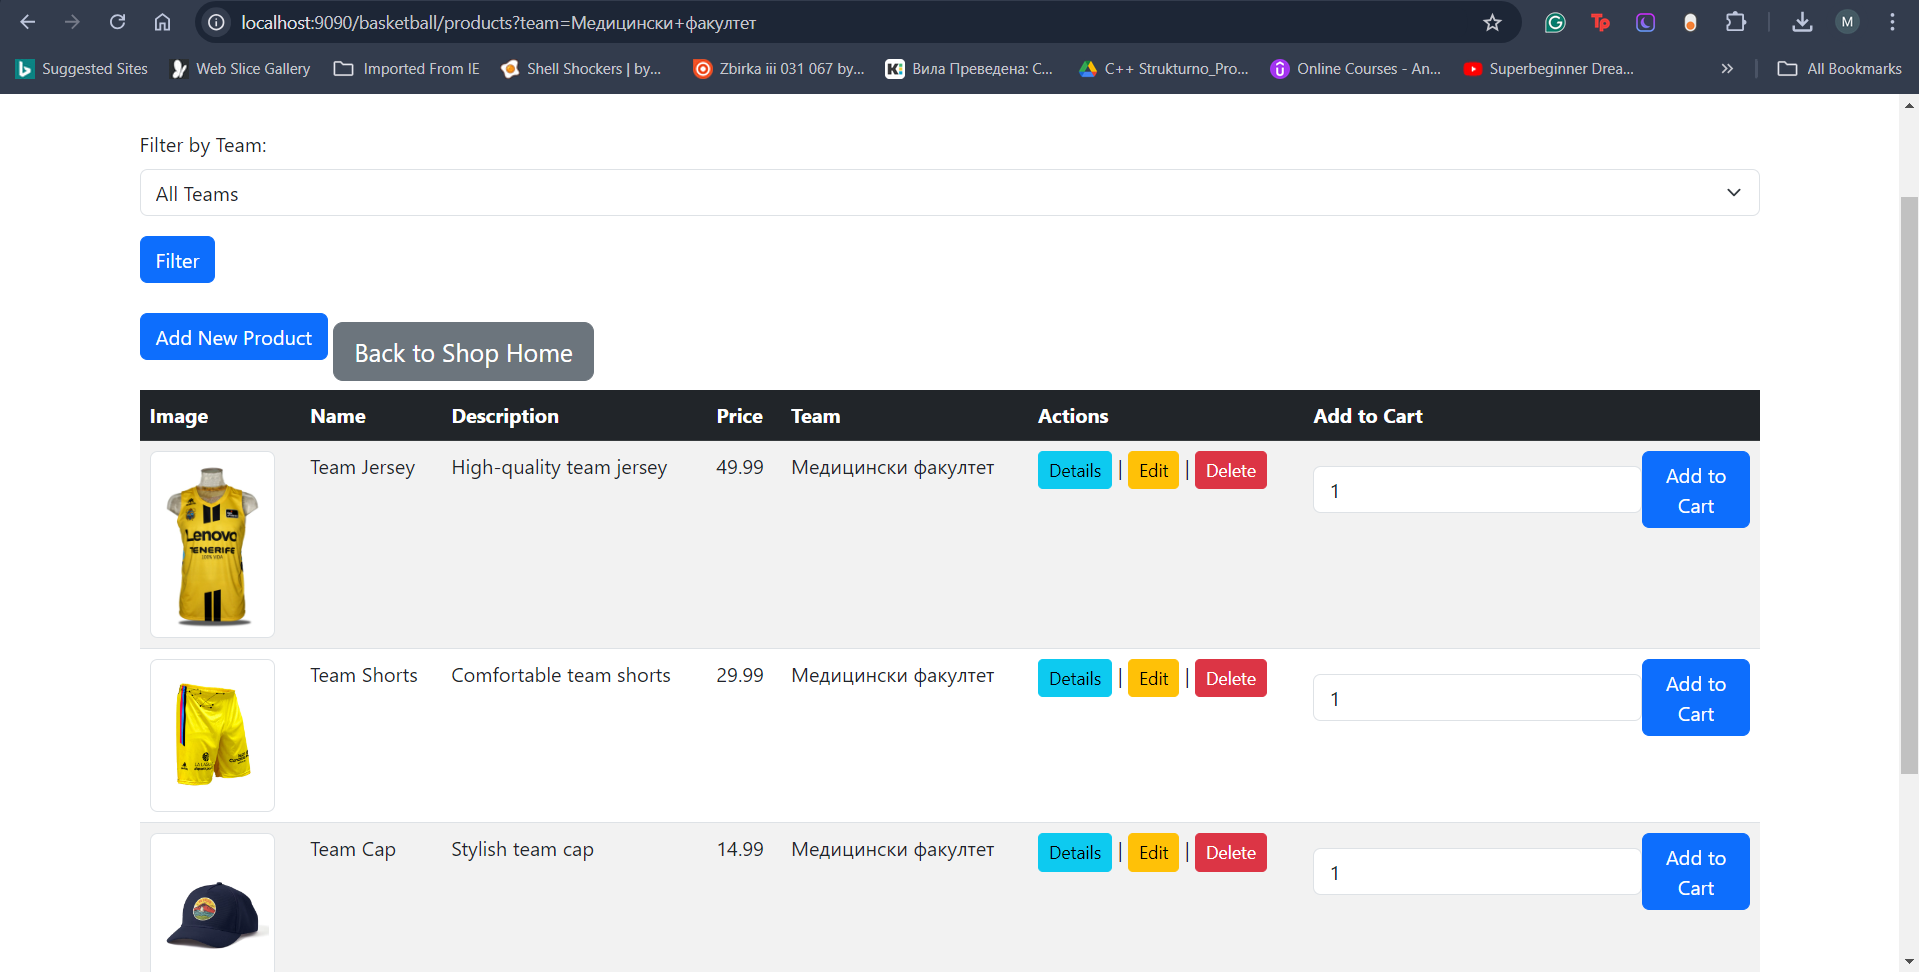 localhost:9090/basketball/products?team=Медицински+факултет
M
Suggested Sites
Web Slice Gallery
Imported From IE
Shell Shockers | by...
Zbirka iii 031 067 by...
Вила Преведена: С...
C++ Strukturno_Pro...
Online Courses - An...
Superbeginner Drea...
All Bookmarks
Filter by Team:
All Teams
Filter
Add New Product
Back to Shop Home
Image Name Description Price Team Actions Add to Cart
Lenovo
TENERIFE
Team Jersey High-quality team jersey 49.99 Медицински факултет Details | Edit | Delete 1 Add to Cart
Team Shorts Comfortable team shorts 29.99 Медицински факултет Details | Edit | Delete 1 Add to Cart
Team Cap Stylish team cap 14.99 Медицински факултет Details | Edit | Delete 1 Add to Cart